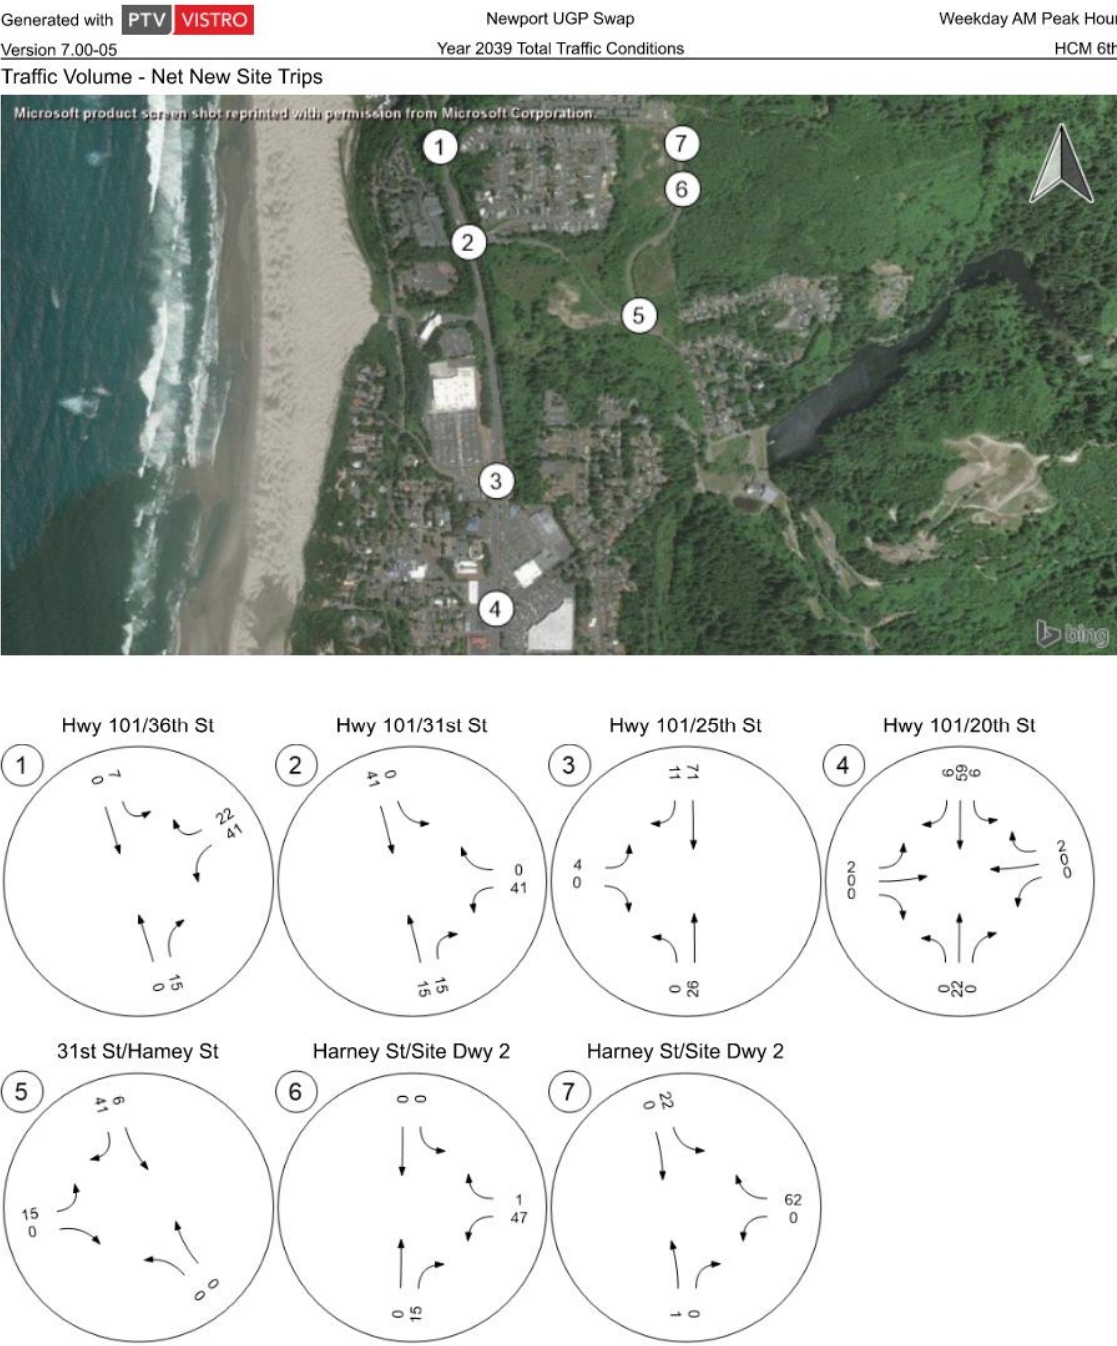 Generated with PTV VISTRO
Newport UGP Swap
Weekday AM Peak Hour
Version 7.00-05
Year 2039 Total Traffic Conditions
HCM 6th
Traffic Volume - Net New Site Trips
Microsoft product screen shot reprinted with permission from Microsoft Corporation.
1
7
6
2
5
3
4
bing
Hwy 101/36th St
1
0 7
22
41
0 15
Hwy 101/31st St
2
41 0
0
41
15 15
Hwy 101/25th St
3
11 71
4
0
0 26
Hwy 101/20th St
4
6 59 6
2
0
0
2
0
0
0 22 0
31st St/Hamey St
5
41 6
15
0
0 0
Harney St/Site Dwy 2
6
0 0
1
47
0 15
Harney St/Site Dwy 2
7
0 22
62
0
1 0